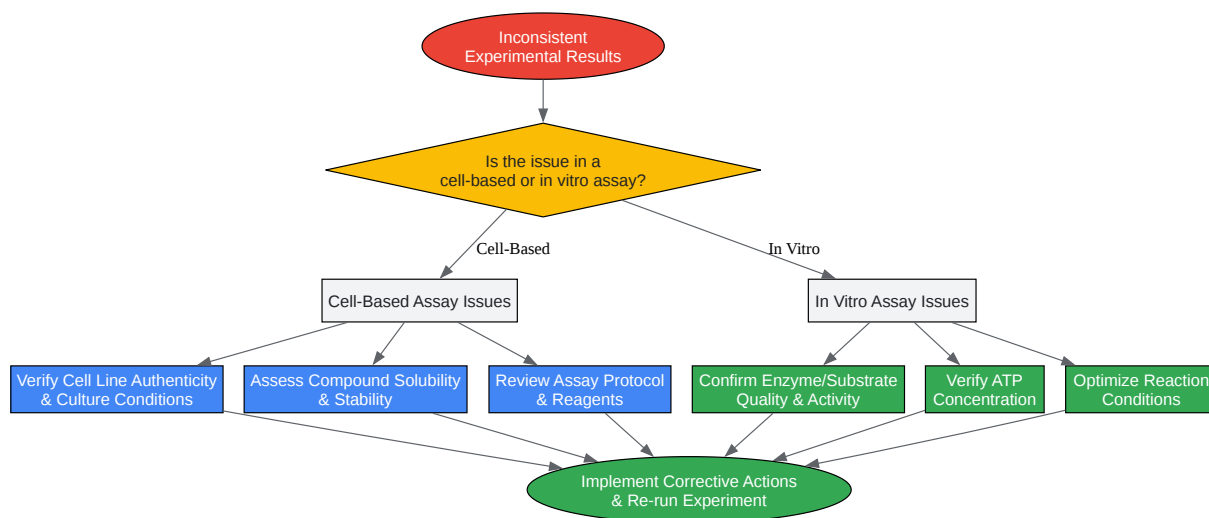 Inconsistent
Experimental Results
Is the issue in a
cell-based or in vitro assay?
Cell-Based
In Vitro
Cell-Based Assay Issues
In Vitro Assay Issues
Verify Cell Line Authenticity
& Culture Conditions
Assess Compound Solubility
& Stability
Review Assay Protocol
& Reagents
Confirm Enzyme/Substrate
Quality & Activity
Verify ATP
Concentration
Optimize Reaction
Conditions
Implement Corrective Actions
& Re-run Experiment